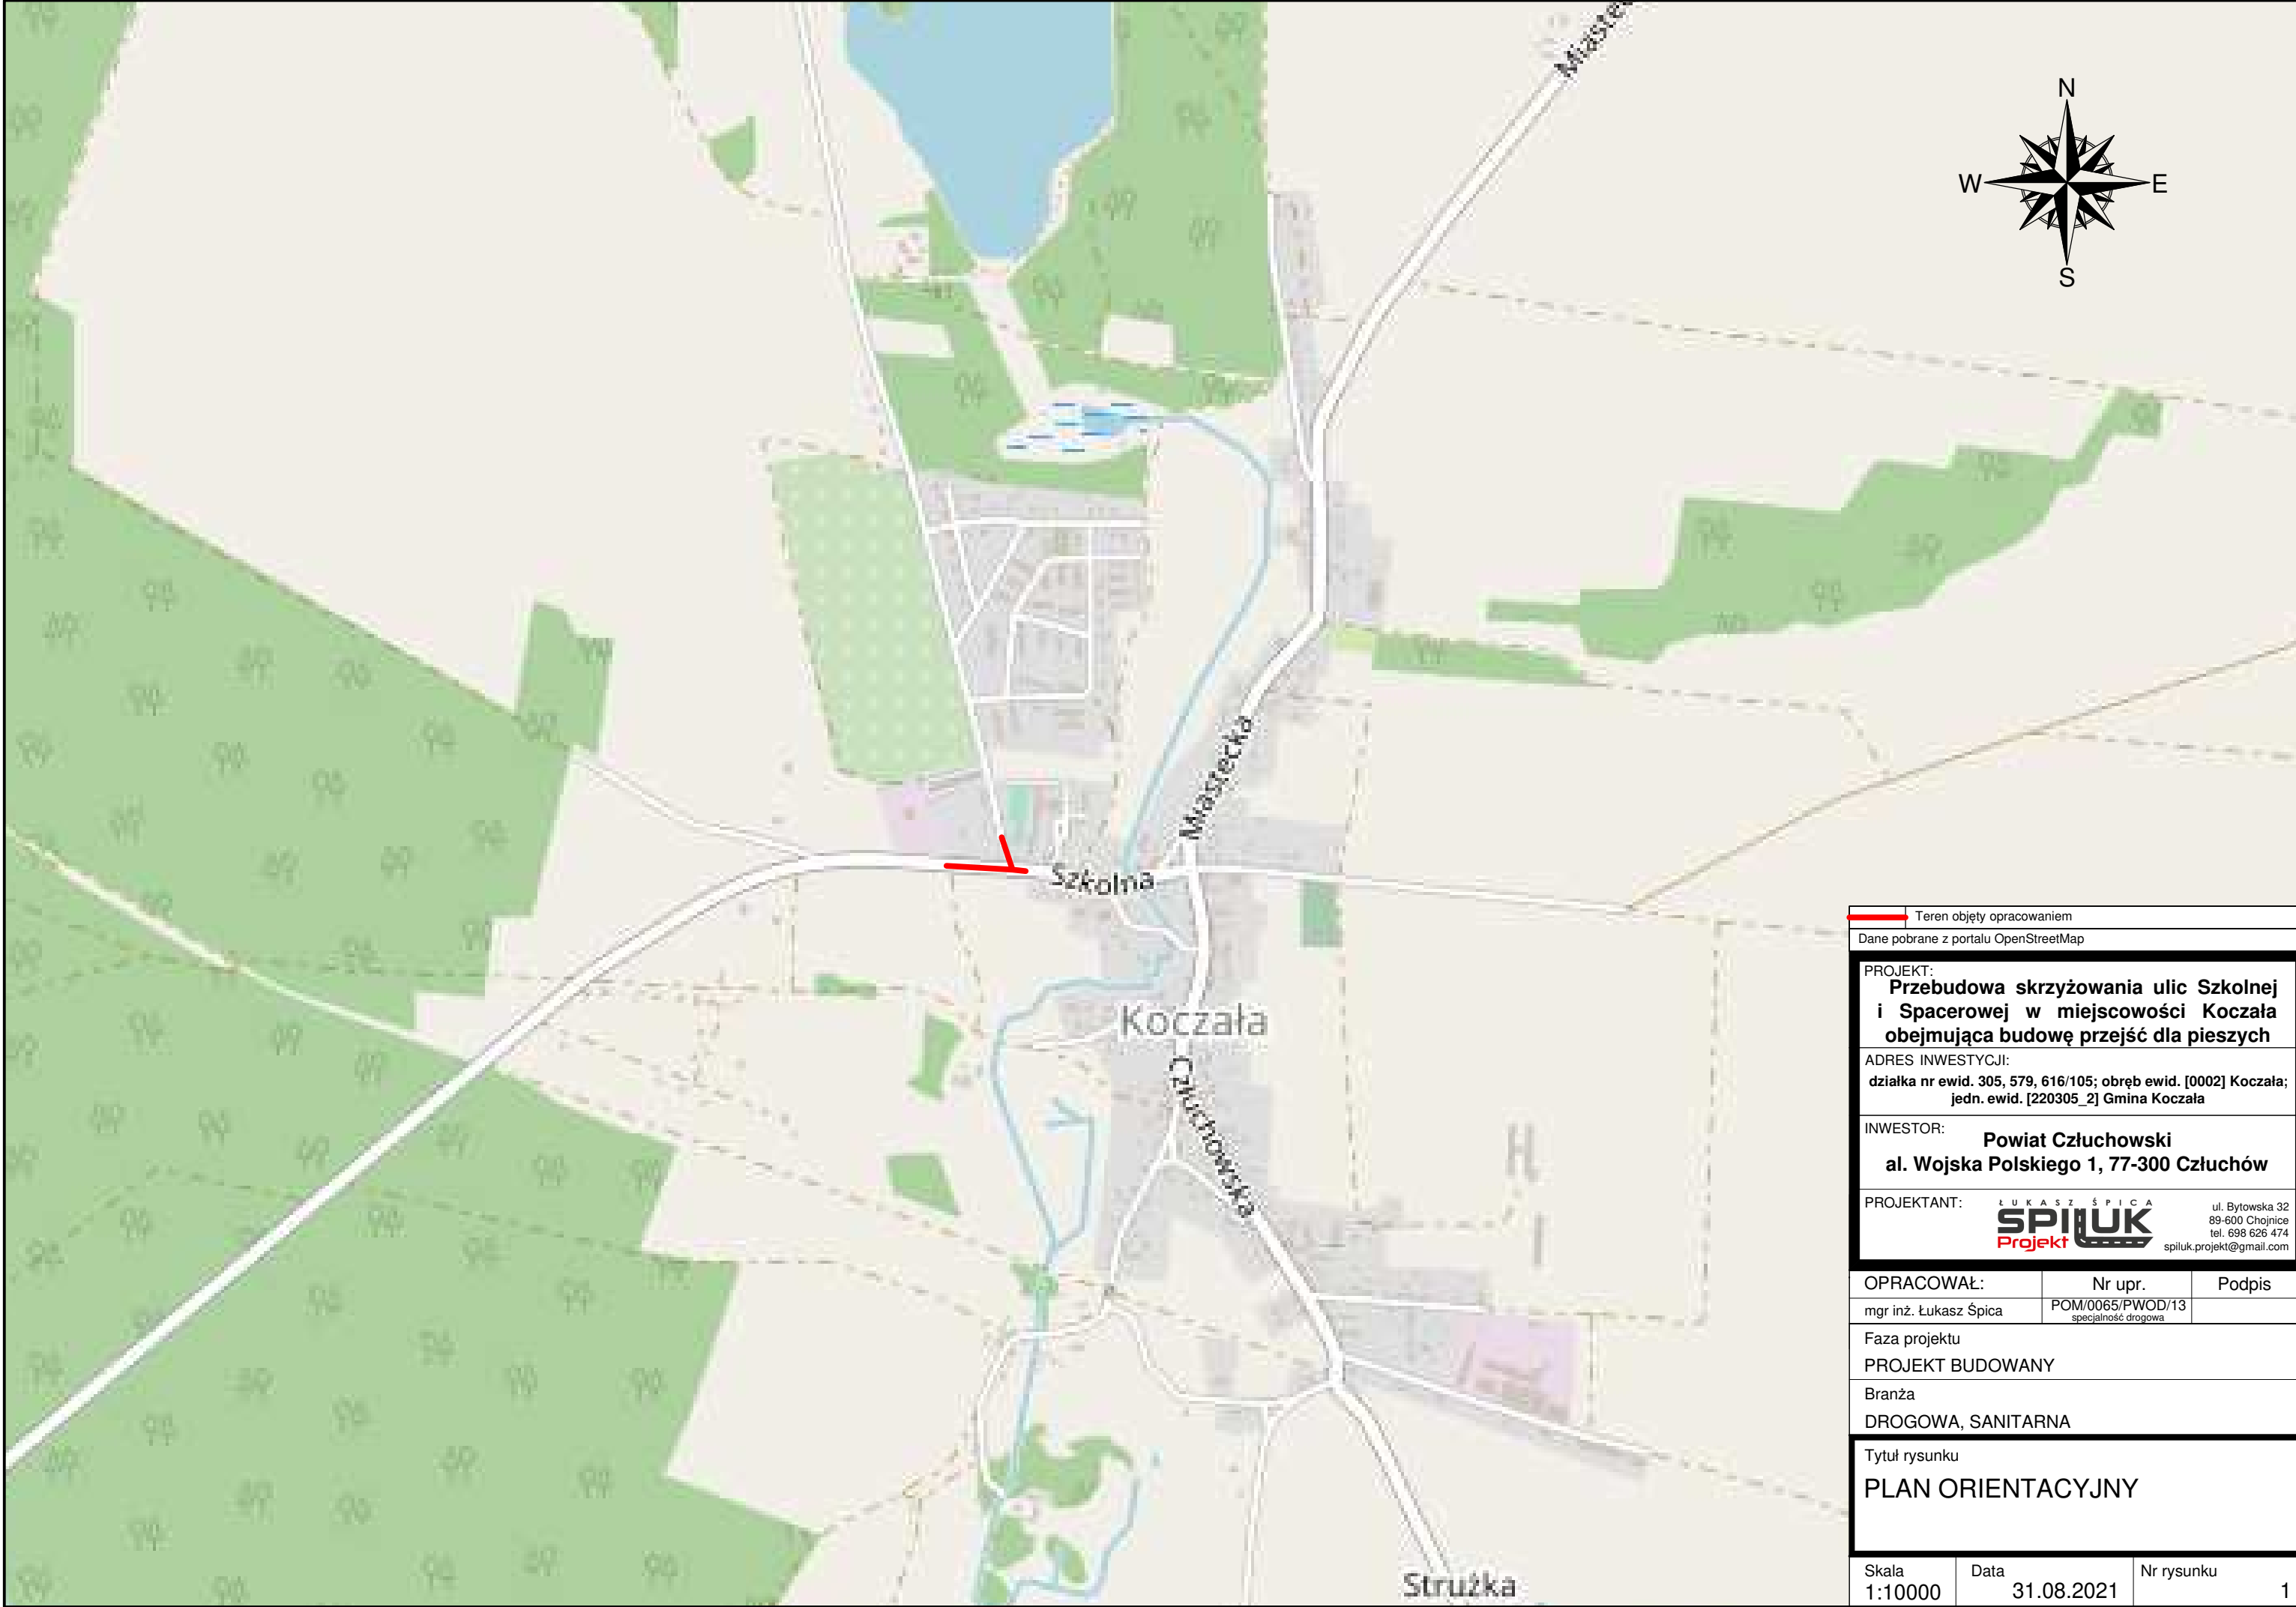 Miaste
N
W
E
S
Miastecka
Szkolna
Koczała
Człuchowska
Strużka
Teren objęty opracowaniem
Dane pobrane z portalu OpenStreetMap
PROJEKT:
Przebudowa skrzyżowania ulic Szkolnej
i Spacerowej w miejscowości Koczała
obejmująca budowę przejść dla pieszych
ADRES INWESTYCJI:
działka nr ewid. 305, 579, 616/105; obręb ewid. [0002] Koczała;
jedn. ewid. [220305_2] Gmina Koczała
INWESTOR:
Powiat Człuchowski
al. Wojska Polskiego 1, 77-300 Człuchów
PROJEKTANT:
ŁUKASZ ŚPICA
SPIŁUK
Projekt
ul. Bytowska 32
89-600 Chojnice
tel. 698 626 474
spiluk.projekt@gmail.com
OPRACOWAŁ: Nr upr. Podpis
mgr inż. Łukasz Śpica POM/0065/PWOD/13
specjalność drogowa
Faza projektu
PROJEKT BUDOWANY
Branża
DROGOWA, SANITARNA
Tytuł rysunku
PLAN ORIENTACYJNY
Skala Data Nr rysunku
1:10000 31.08.2021 1